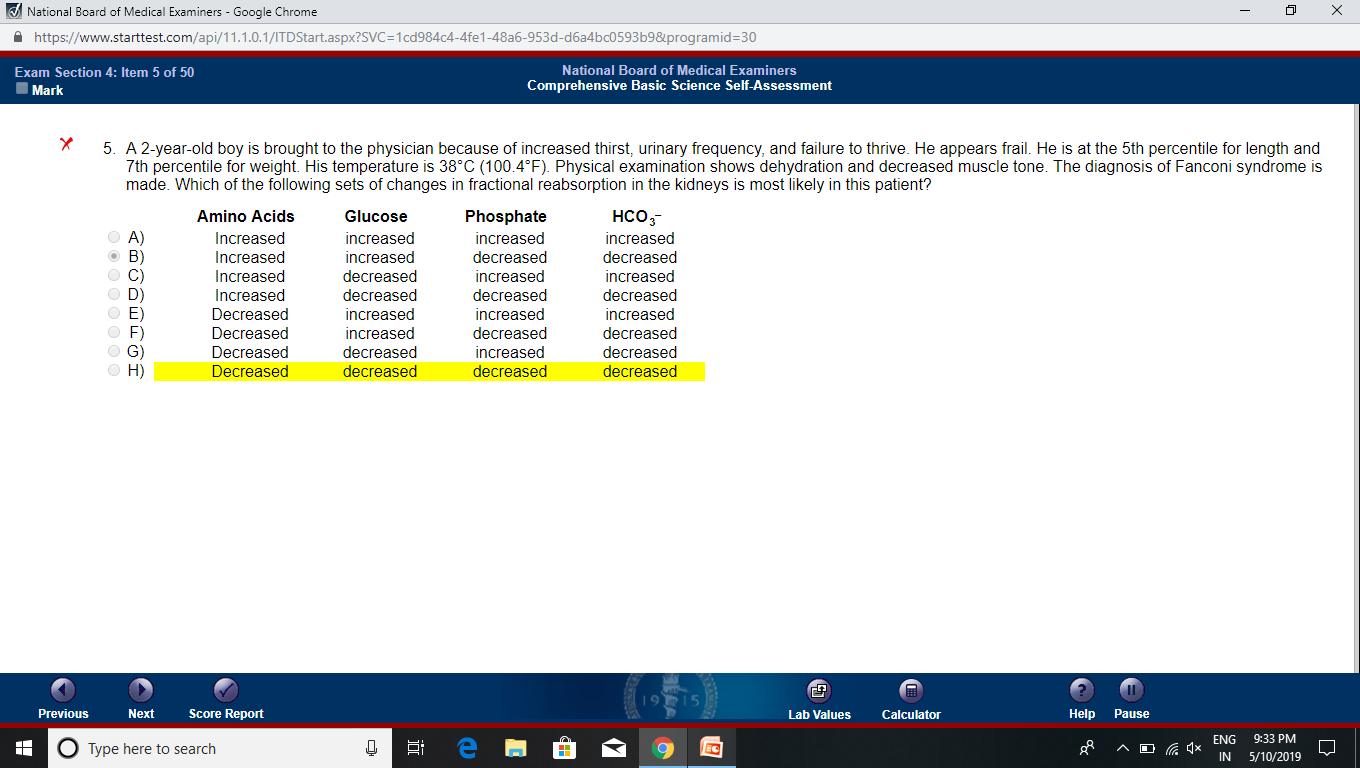 National Board of Medical Examiners - Google Chrome
https://www.starttest.com/api/11.1.0.1/ITDStart.aspx?SVC=1cd984c4-4fe1-48a6-953d-d6a4bc0593b9&programid=30
Exam Section 4: Item 5 of 50
National Board of Medical Examiners
Mark
Comprehensive Basic Science Self-Assessment
5. A 2-year-old boy is brought to the physician because of increased thirst, urinary frequency, and failure to thrive. He appears frail. He is at the 5th percentile for length and
7th percentile for weight. His temperature is 38°C (100.4°F). Physical examination shows dehydration and decreased muscle tone. The diagnosis of Fanconi syndrome is
made. Which of the following sets of changes in fractional reabsorption in the kidneys is most likely in this patient?
Amino Acids Glucose Phosphate HCO₃⁻
A) Increased increased increased increased
B) Increased increased decreased decreased
C) Increased decreased increased increased
D) Increased decreased decreased decreased
E) Decreased increased increased increased
F) Decreased increased decreased decreased
G) Decreased decreased increased decreased
H) Decreased decreased decreased decreased
1915
Previous Next Score Report Lab Values Calculator Help Pause
Type here to search
ENG 9:33 PM
IN 5/10/2019